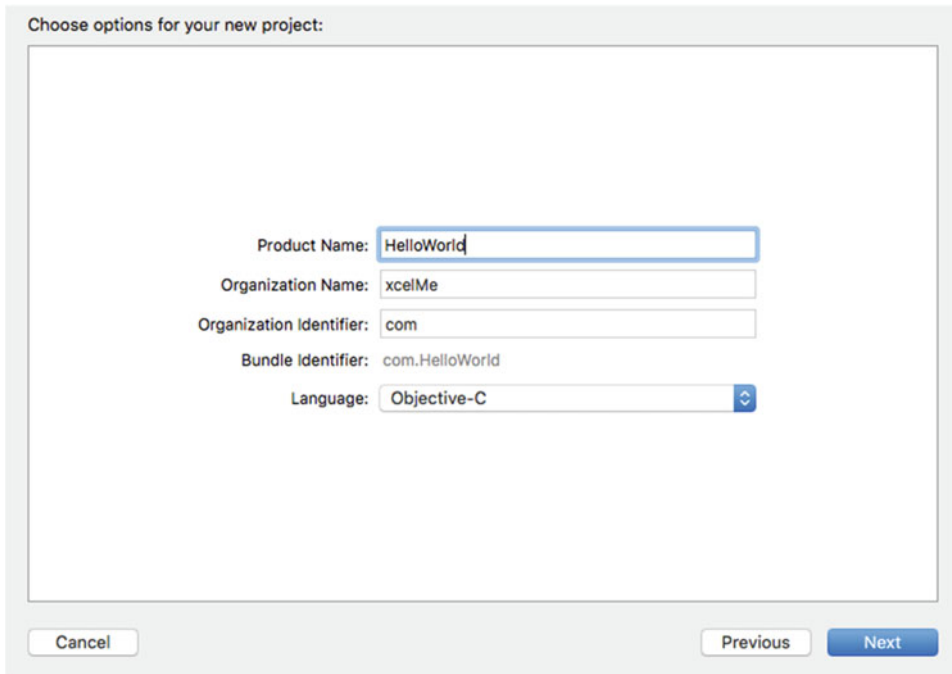 Choose options for your new project:
Product Name: HelloWorld
Organization Name: xcelMe
Organization Identifier: com
Bundle Identifier: com.HelloWorld
Language: Objective-C
Cancel Previous Next